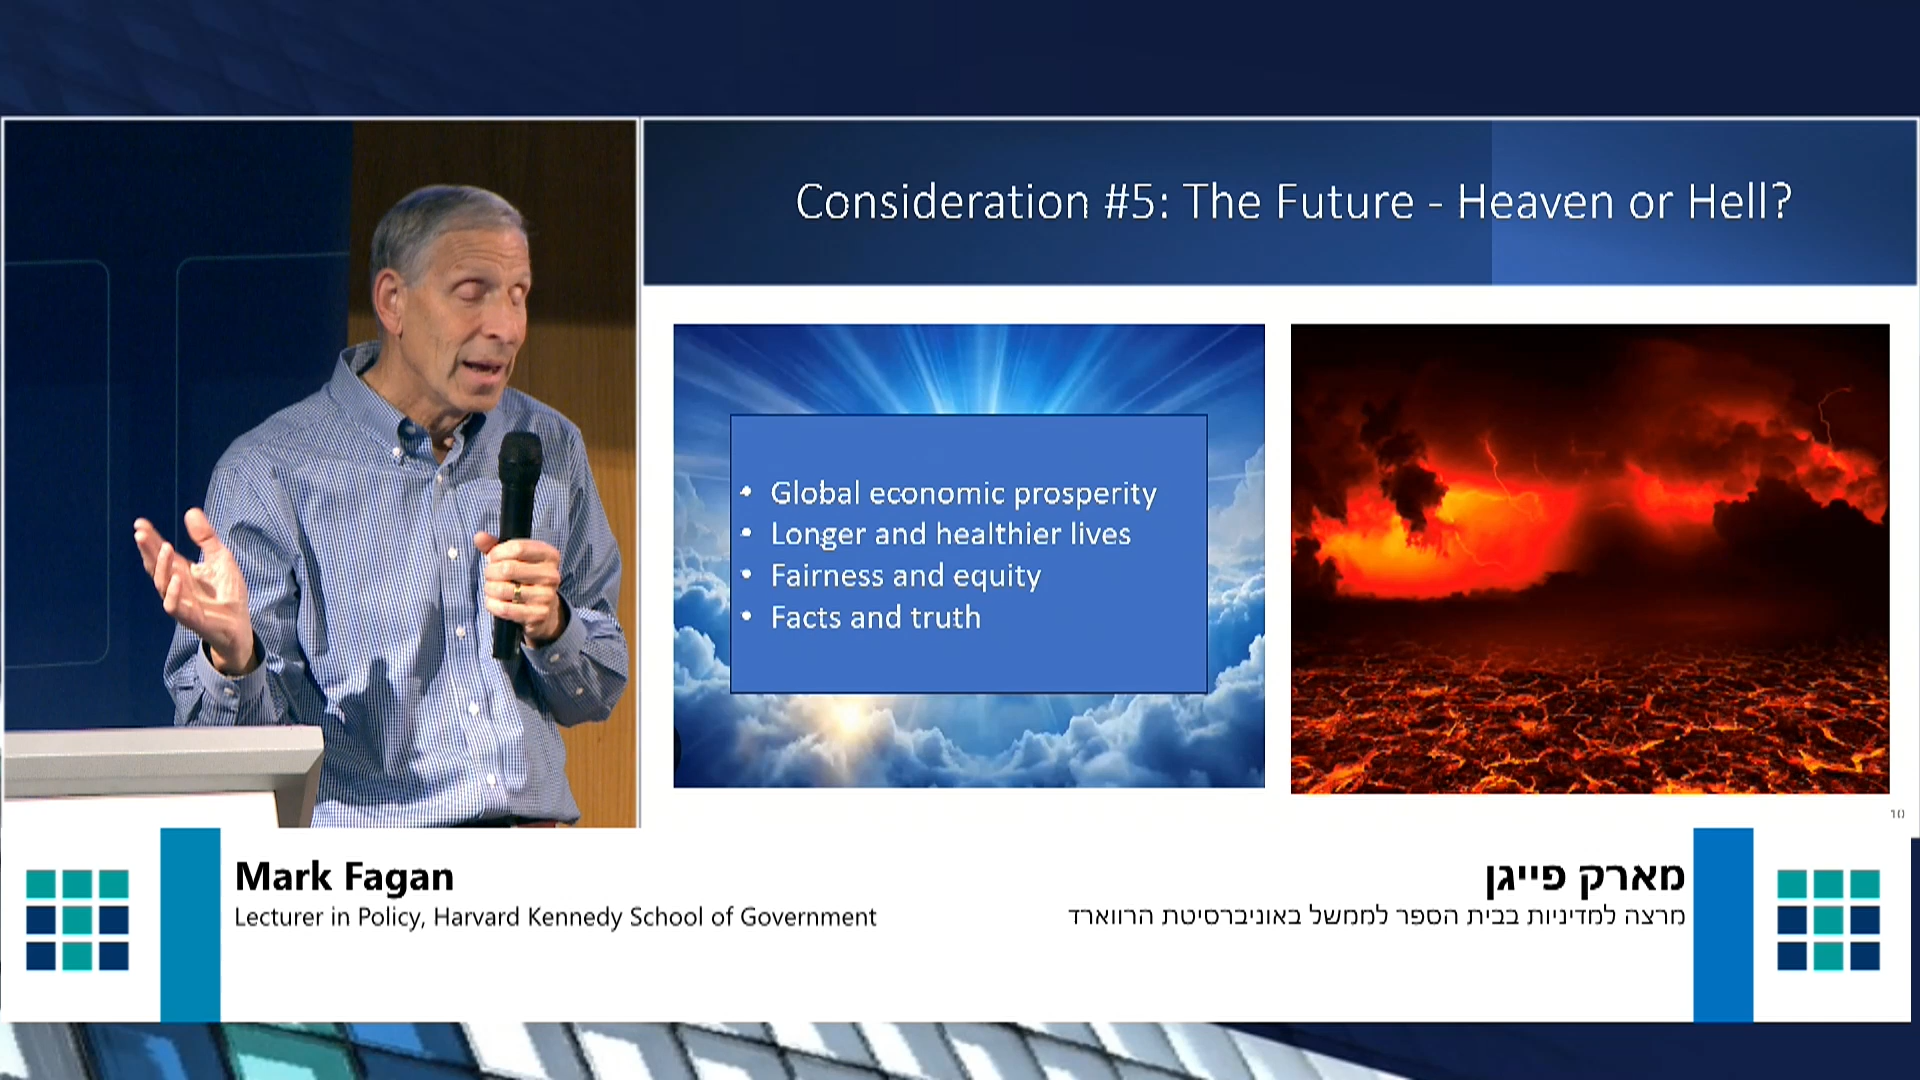 Consideration #5: The Future - Heaven or Hell?
• Global economic prosperity
• Longer and healthier lives
• Fairness and equity
• Facts and truth
10
Mark Fagan
Lecturer in Policy, Harvard Kennedy School of Government
מארק פייגן
מרצה למדיניות בבית הספר לממשל באוניברסיטת הרווארד